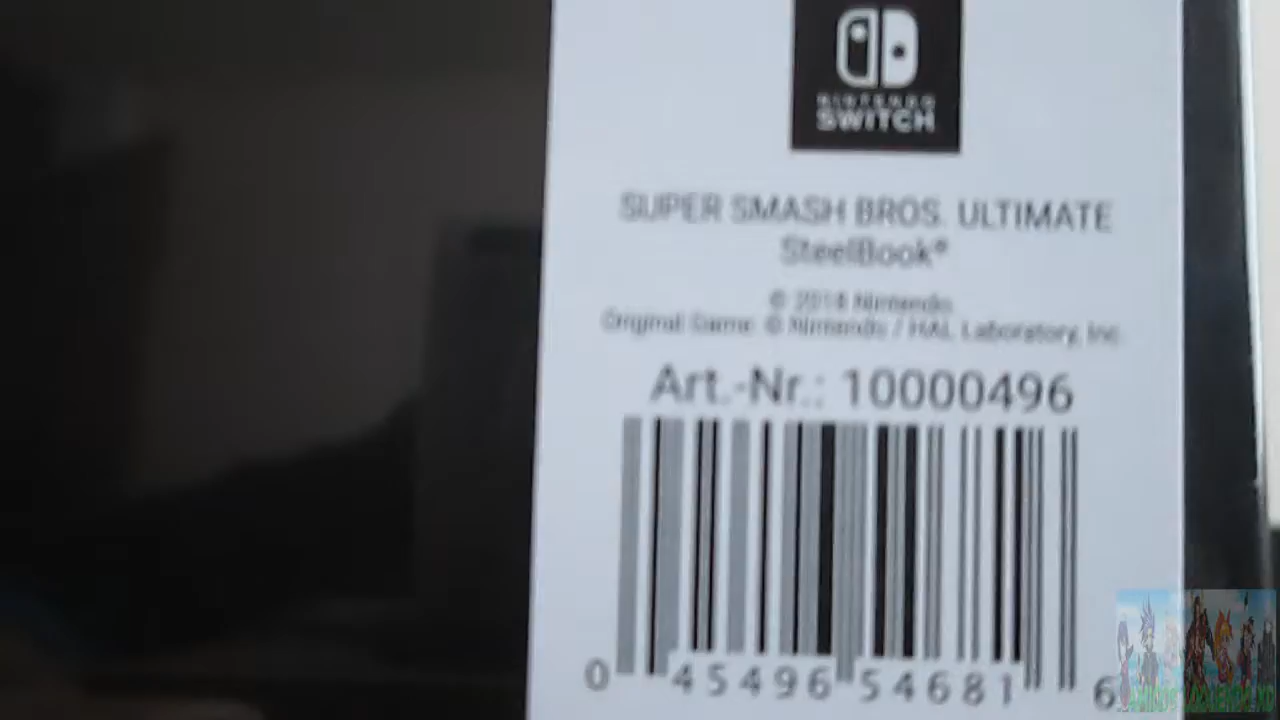 NINTENDO
SWITCH
SUPER SMASH BROS. ULTIMATE
SteelBook®
© 2018 Nintendo
Original Game: © Nintendo / HAL Laboratory, Inc.
Art.-Nr.: 10000496
0 45496 54681 6